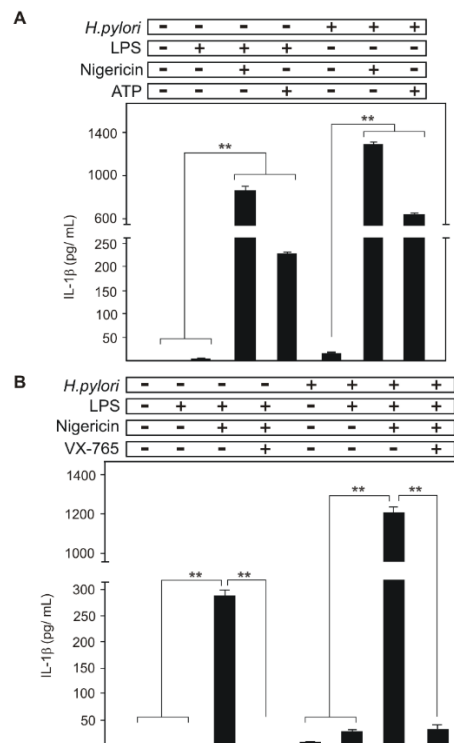 A
H.pylori - - - - + + +
LPS - + + + - - -
Nigericin - - + - - + -
ATP - - - + - - +
** **
1400
1000
600
250
200
150
100
50
IL-1β (pg/ mL)
B
H.pylori - - - - + + + +
LPS - + + + - + + +
Nigericin - - + + - - + +
VX-765 - - - + - - - +
1400
** **
1200
1000
** **
300
250
200
150
100
50
IL-1β (pg/ mL)